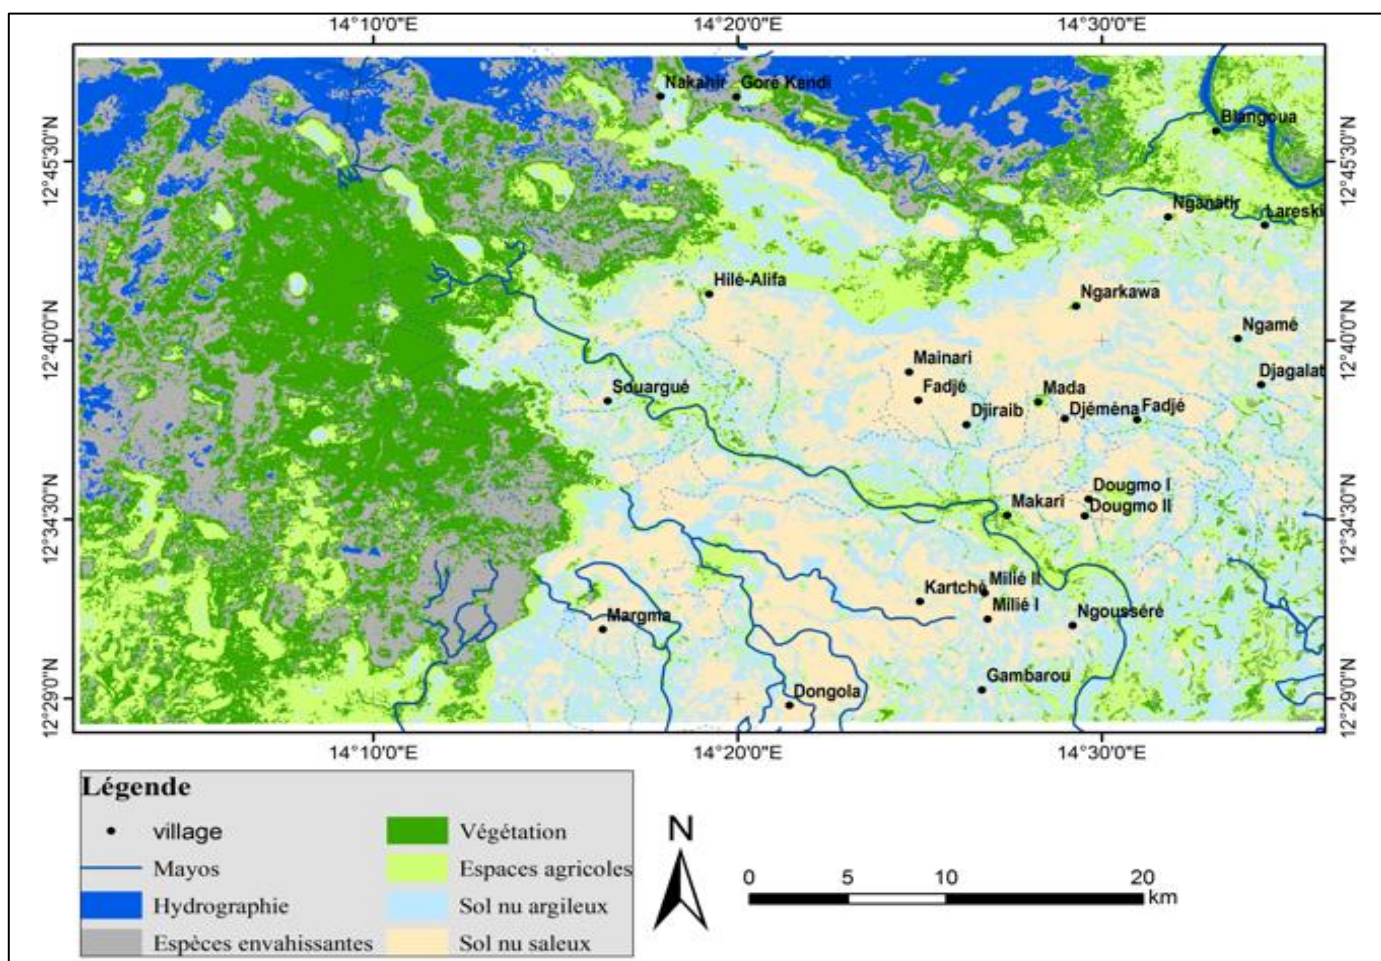 14°10'0"E 14°20'0"E 14°30'0"E
Nakahir Goré Kendi
Blangoua
12°45'30"N 12°45'30"N
Nganatir
Lareski
Hilé-Alifa
Ngarkawa
12°40'0"N 12°40'0"N
Ngamé
Mainari
Djagalat
Souargué Fadjé Mada
Djiraib Djéména Fadjé
Dougmo I
12°34'30"N Makari Dougmo II 12°34'30"N
Kartché Milié II
Margma Milié I Ngousséré
Gambarou
12°29'0"N Dongola 12°29'0"N
14°10'0"E 14°20'0"E 14°30'0"E
Légende
village
Mayos
Hydrographie
Espèces envahissantes
Végétation
Espaces agricoles
Sol nu argileux
Sol nu saleux
N
0 5 10 20
km